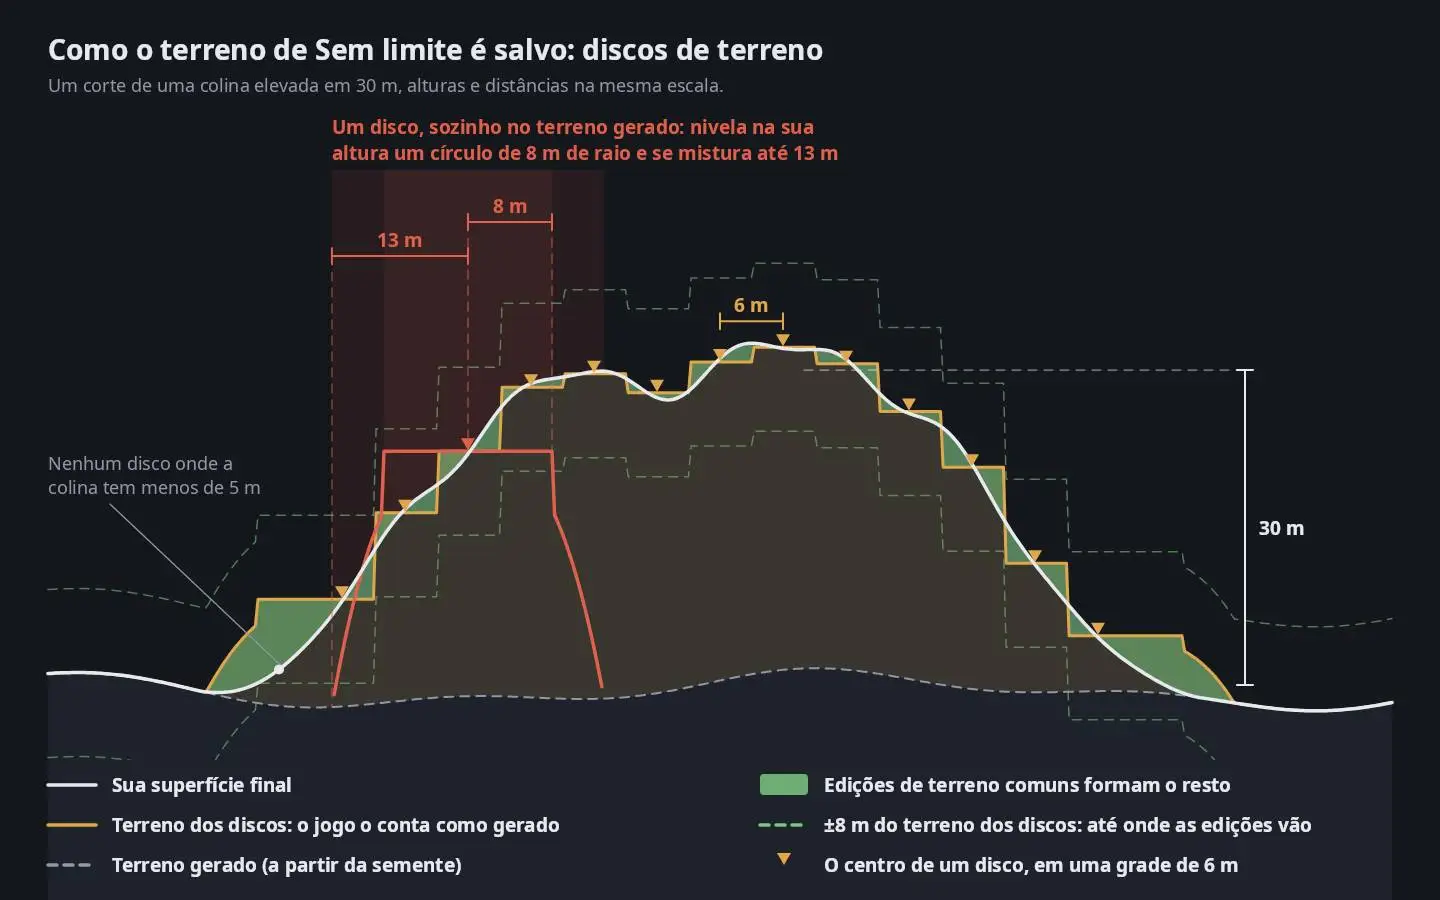 Como o terreno de Sem limite é salvo: discos de terreno
Um corte de uma colina elevada em 30 m, alturas e distâncias na mesma escala.
Um disco, sozinho no terreno gerado: nivela na sua
altura um círculo de 8 m de raio e se mistura até 13 m
8 m
13 m
6 m
Nenhum disco onde a
colina tem menos de 5 m
30 m
Sua superfície final
Edições de terreno comuns formam o resto
Terreno dos discos: o jogo o conta como gerado
±8 m do terreno dos discos: até onde as edições vão
Terreno gerado (a partir da semente)
O centro de um disco, em uma grade de 6 m